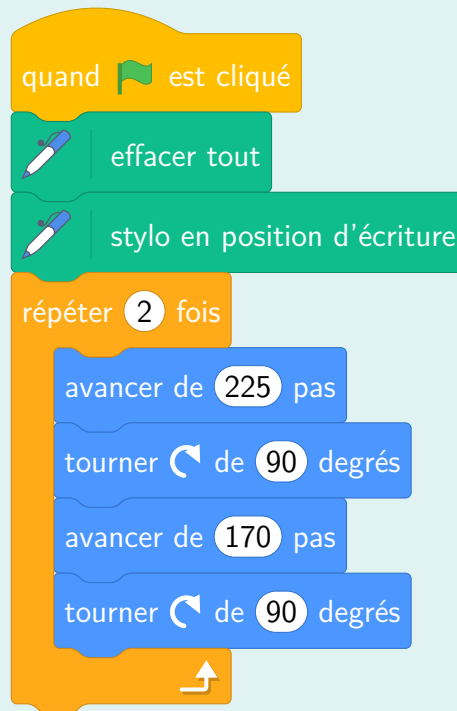 quand est cliqué
effacer tout
stylo en position d'écriture
répéter 2 fois
avancer de 225 pas
tourner de 90 degrés
avancer de 170 pas
tourner de 90 degrés